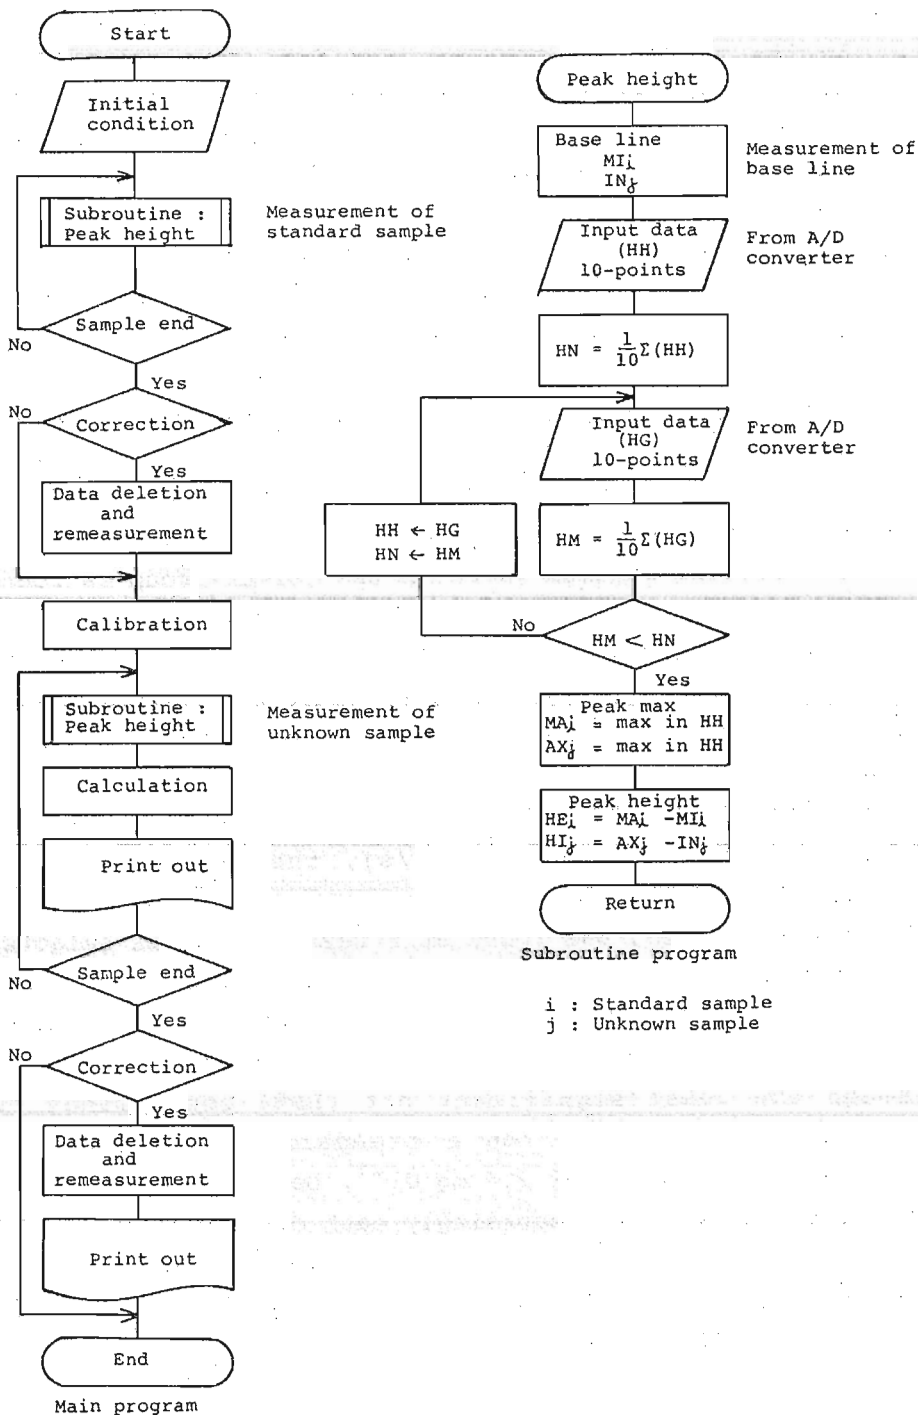 Start
Initial
condition
Subroutine :
Peak height
Measurement of
standard sample
Sample end
No
Yes
No
Correction
Yes
Data deletion
and
remeasurement
Calibration
Subroutine :
Peak height
Measurement of
unknown sample
Calculation
Print out
Sample end
No
Yes
No
Correction
Yes
Data deletion
and
remeasurement
Print out
End
Main program
Peak height
Base line
MIi
INj
Measurement of
base line
Input data
(HH)
10-points
From A/D
converter
HN = 1/10 Σ(HH)
Input data
(HG)
10-points
From A/D
converter
HH ← HG
HN ← HM
HM = 1/10 Σ(HG)
No
HM < HN
Yes
Peak max
MAi = max in HH
AXj = max in HH
Peak height
HEi = MAi -MIi
HIj = AXj -INj
Return
Subroutine program
i : Standard sample
j : Unknown sample